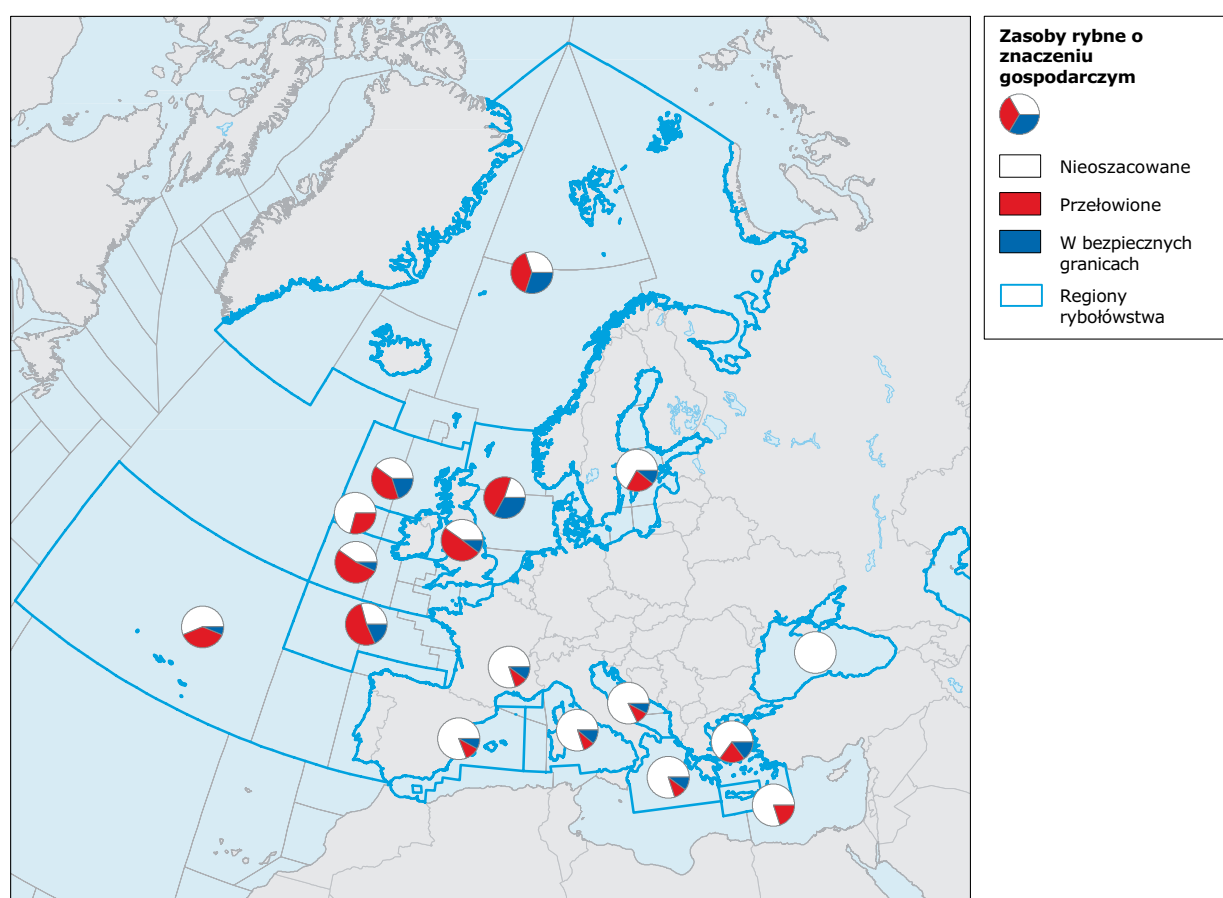 Zasoby rybne o
znaczeniu
gospodarczym
Nieoszacowane
Przełowione
W bezpiecznych
granicach
Regiony
rybołówstwa